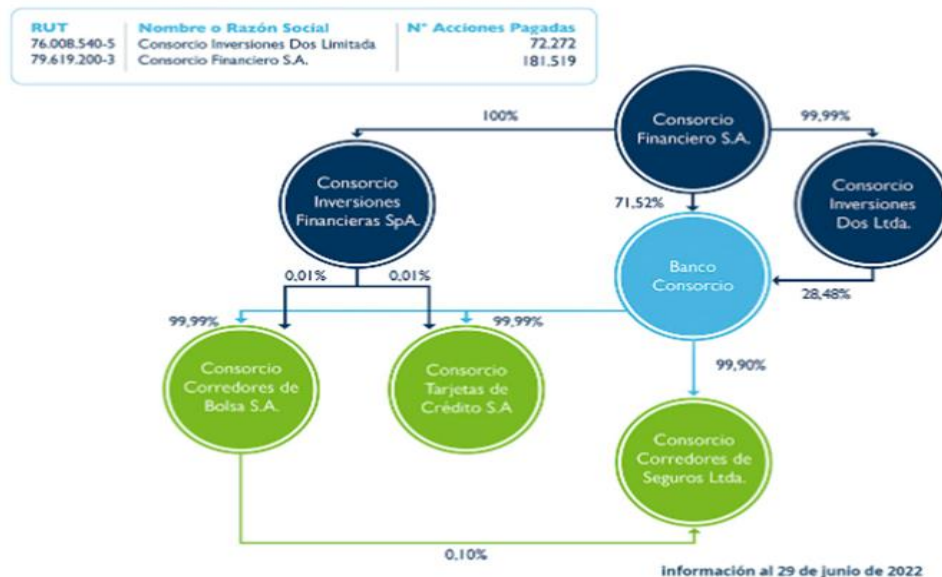 RUT Nombre o Razón Social N° Acciones Pagadas
76.008.540-5 Consorcio Inversiones Dos Limitada 72.272
79.619.200-3 Consorcio Financiero S.A. 181.519
Consorcio
Financiero S.A.
100%
99,99%
Consorcio
Inversiones
Financieras SpA.
71,52%
Consorcio
Inversiones
Dos Ltda.
Banco
Consorcio
0,01%
0,01%
28,48%
99,99%
99,99%
Consorcio
Corredores de
Bolsa S.A.
Consorcio
Tarjetas de
Crédito S.A
99,90%
Consorcio
Corredores de
Seguros Ltda.
0,10%
información al 29 de junio de 2022